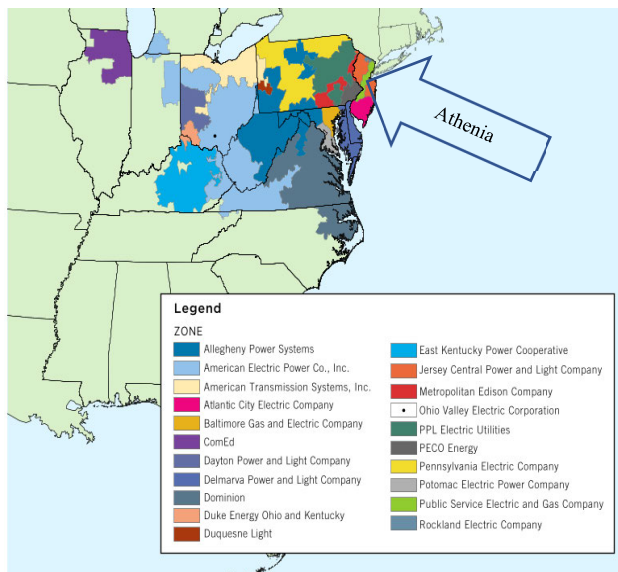 Athenia
Legend
ZONE
Allegheny Power Systems
American Electric Power Co., Inc.
American Transmission Systems, Inc.
Atlantic City Electric Company
Baltimore Gas and Electric Company
ComEd
Dayton Power and Light Company
Delmarva Power and Light Company
Dominion
Duke Energy Ohio and Kentucky
Duquesne Light
East Kentucky Power Cooperative
Jersey Central Power and Light Company
Metropolitan Edison Company
Ohio Valley Electric Corporation
PPL Electric Utilities
PECO Energy
Pennsylvania Electric Company
Potomac Electric Power Company
Public Service Electric and Gas Company
Rockland Electric Company